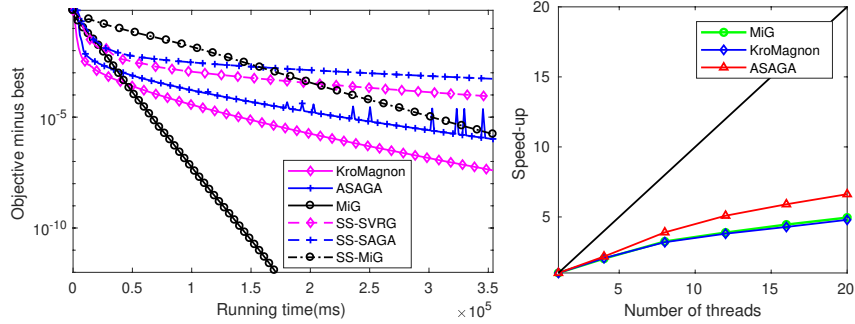 Objective minus best
10^-5
10^-10
KroMagnon
ASAGA
MiG
SS-SVRG
SS-SAGA
SS-MiG
0 0.5 1 1.5 2 2.5 3 3.5
Running time(ms)
× 10^5
Speed-up
20
15
10
5
MiG
KroMagnon
ASAGA
5 10 15 20
Number of threads